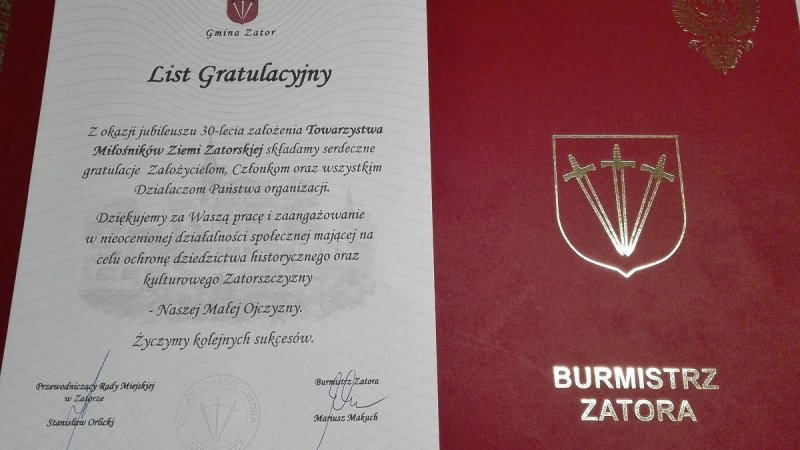 Gmina Zator
List Gratulacyjny
Z okazji jubileuszu 30-lecia założenia Towarzystwa
Miłośników Ziemi Zatorskiej składamy serdeczne
gratulacje Założycielom, Członkom oraz wszystkim
Działaczom Państwa organizacji.
Dziękujemy za Waszą pracę i zaangażowanie
w nieocenionej działalności społecznej mającej na
celu ochronę dziedzictwa historycznego oraz
kulturowego Zatorszczyzny
- Naszej Małej Ojczyzny.
Życzymy kolejnych sukcesów.
Przewodniczący Rady Miejskiej
w Zatorze
Stanisław Orlicki
Burmistrz Zatora
Mariusz Makuch
BURMISTRZ
ZATORA